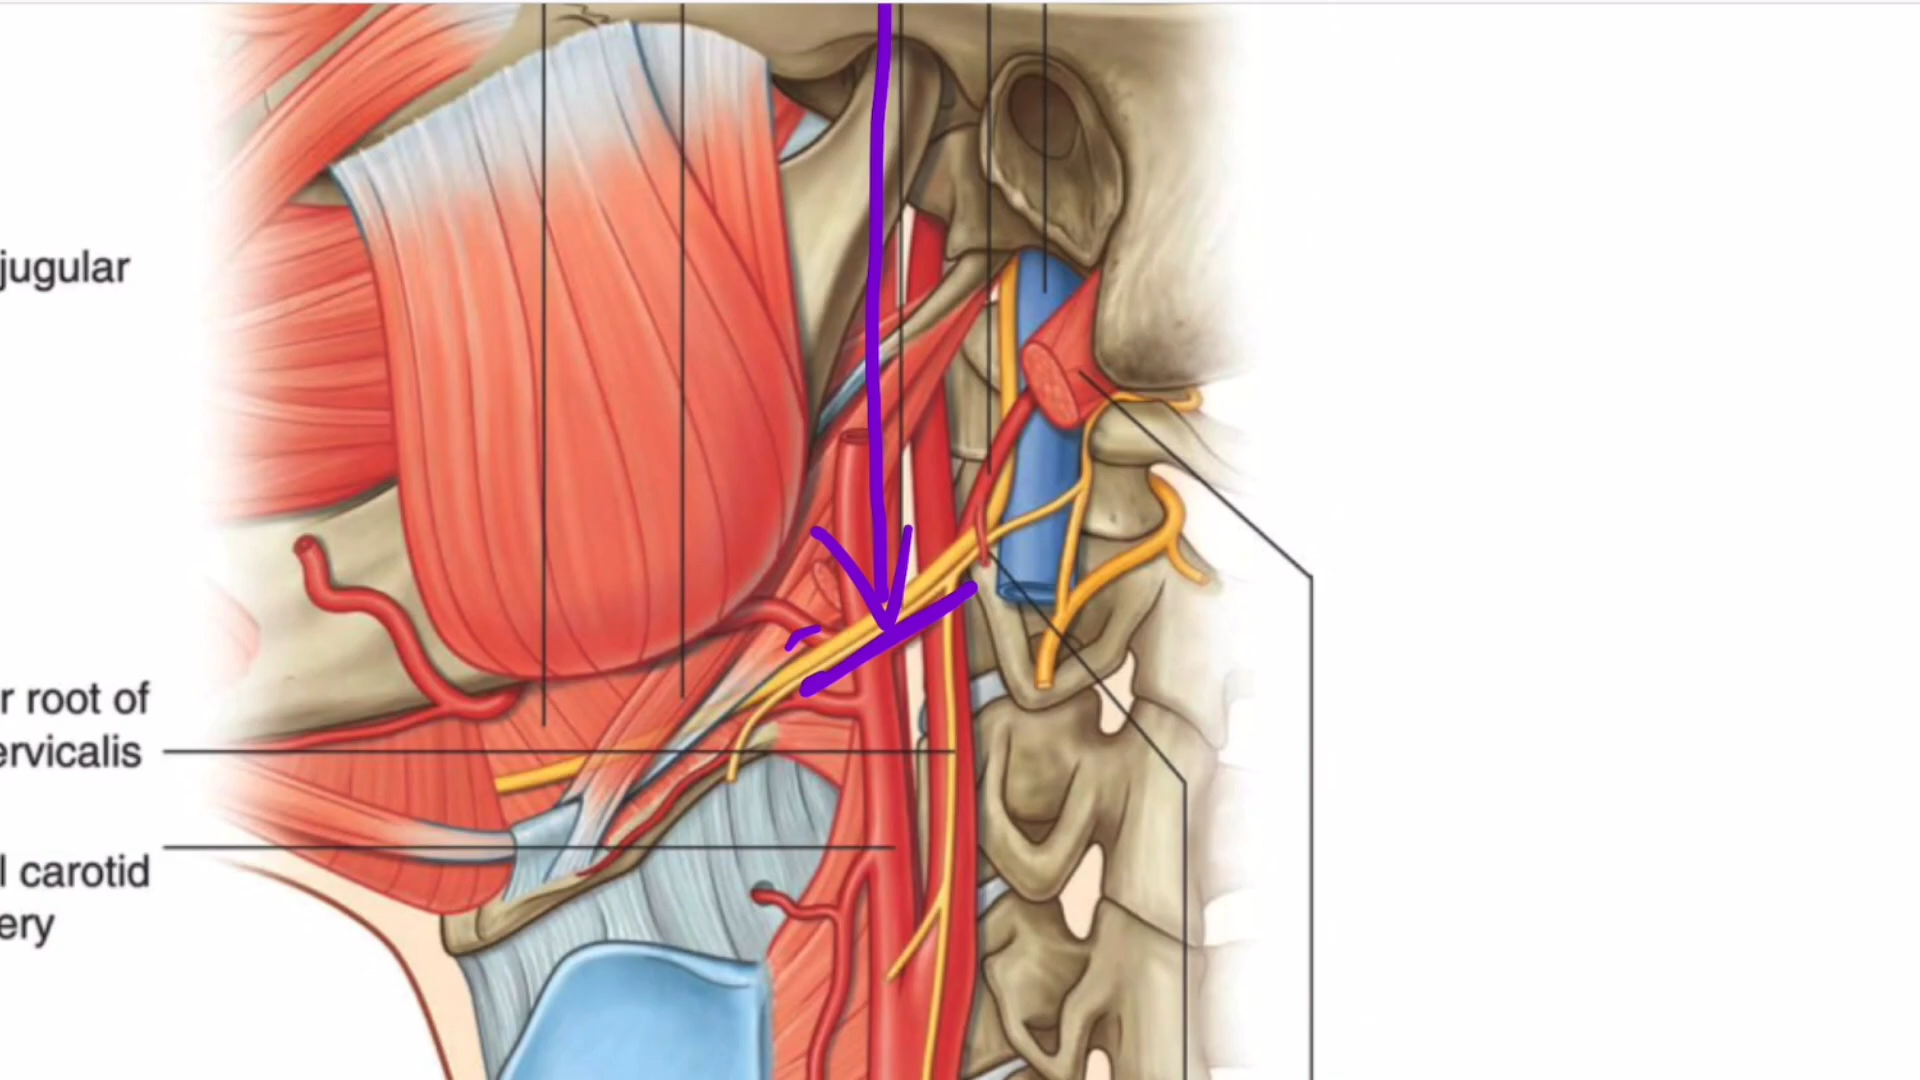 jugular
r root of
ervicalis
l carotid
ery